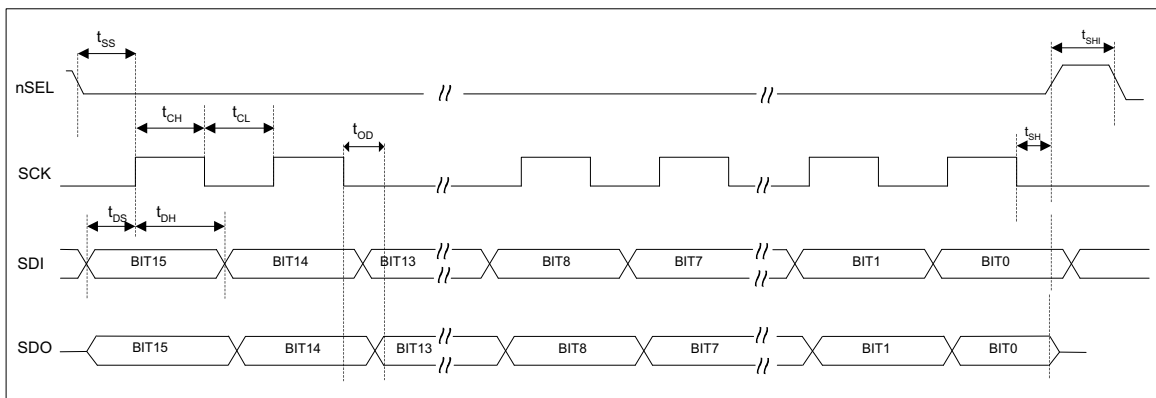 tSS
tSHI
nSEL
tCH
tCL
tOD
tSH
SCK
tDS
tDH
SDI
BIT15
BIT14
BIT13
BIT8
BIT7
BIT1
BIT0
SDO
BIT15
BIT14
BIT13
BIT8
BIT7
BIT1
BIT0